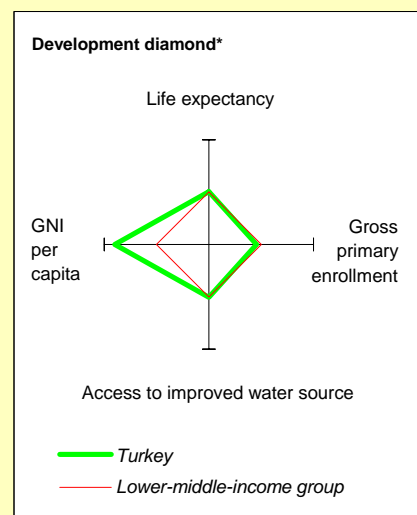 Development diamond*
Life expectancy
GNI
per
capita
Gross
primary
enrollment
Access to improved water source
Turkey
Lower-middle-income group